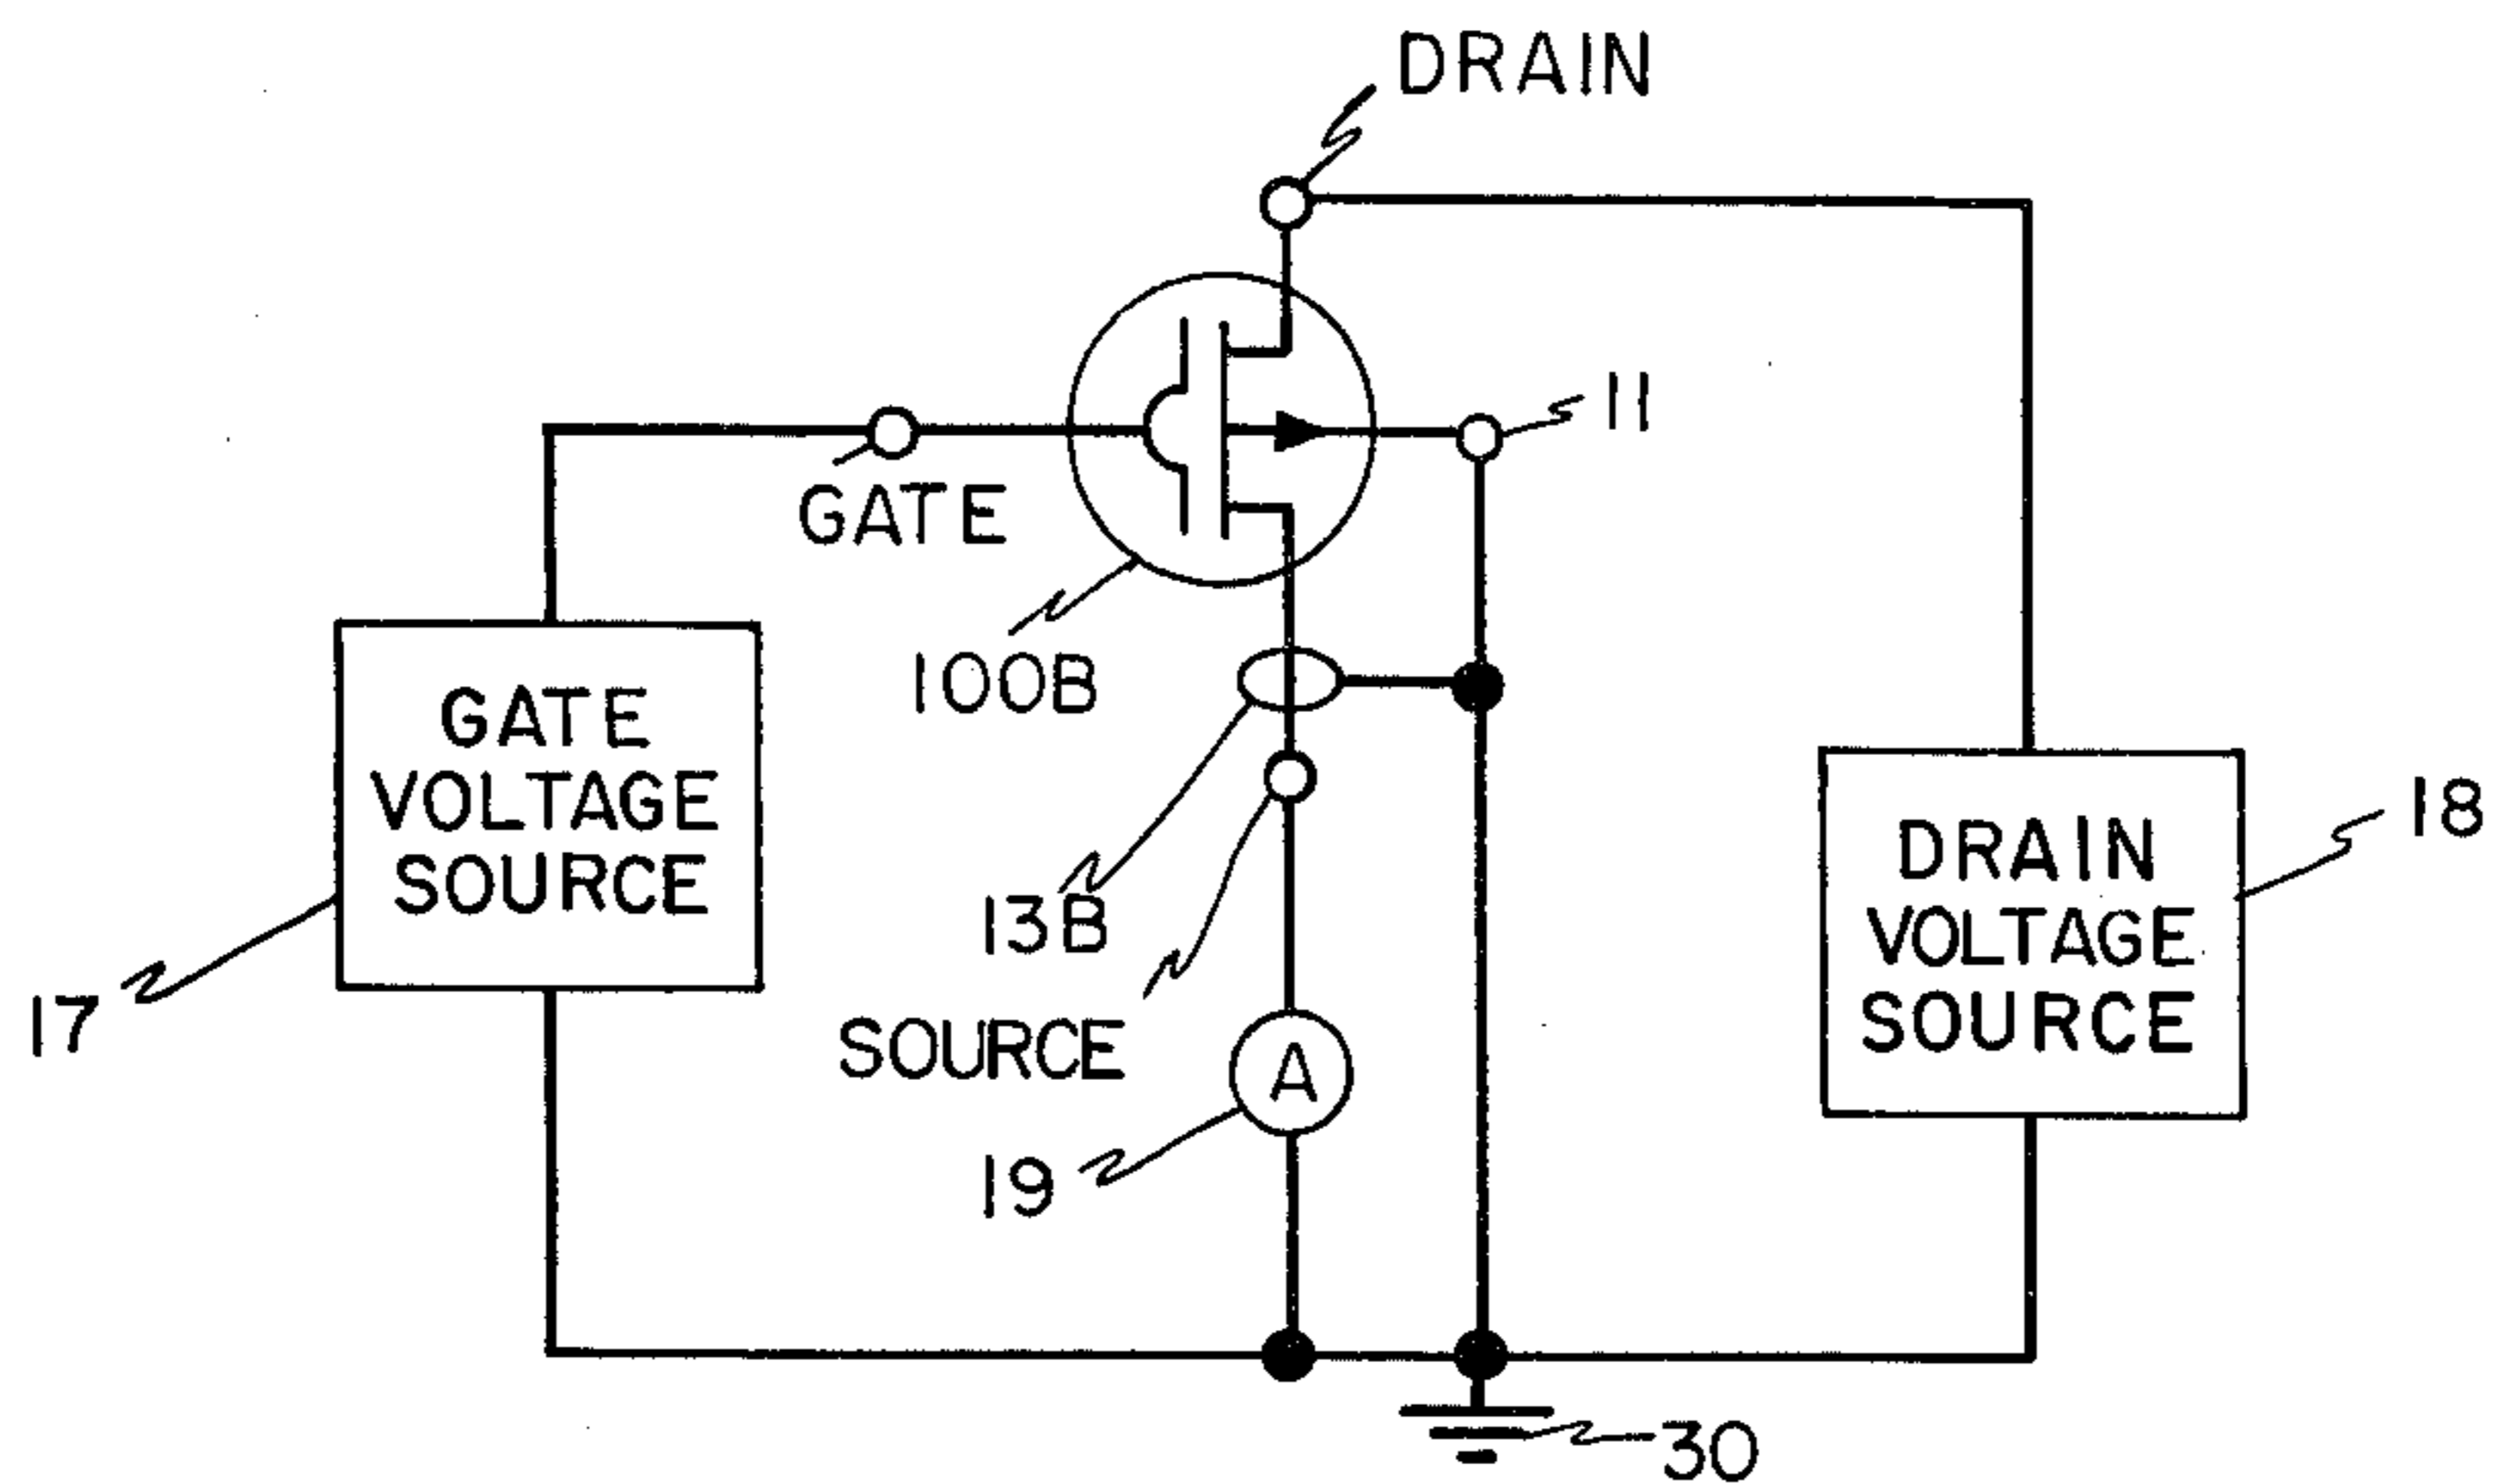 DRAIN
11
GATE
100B
GATE
VOLTAGE
SOURCE
18
DRAIN
VOLTAGE
SOURCE
13B
17
SOURCE
A
19
30